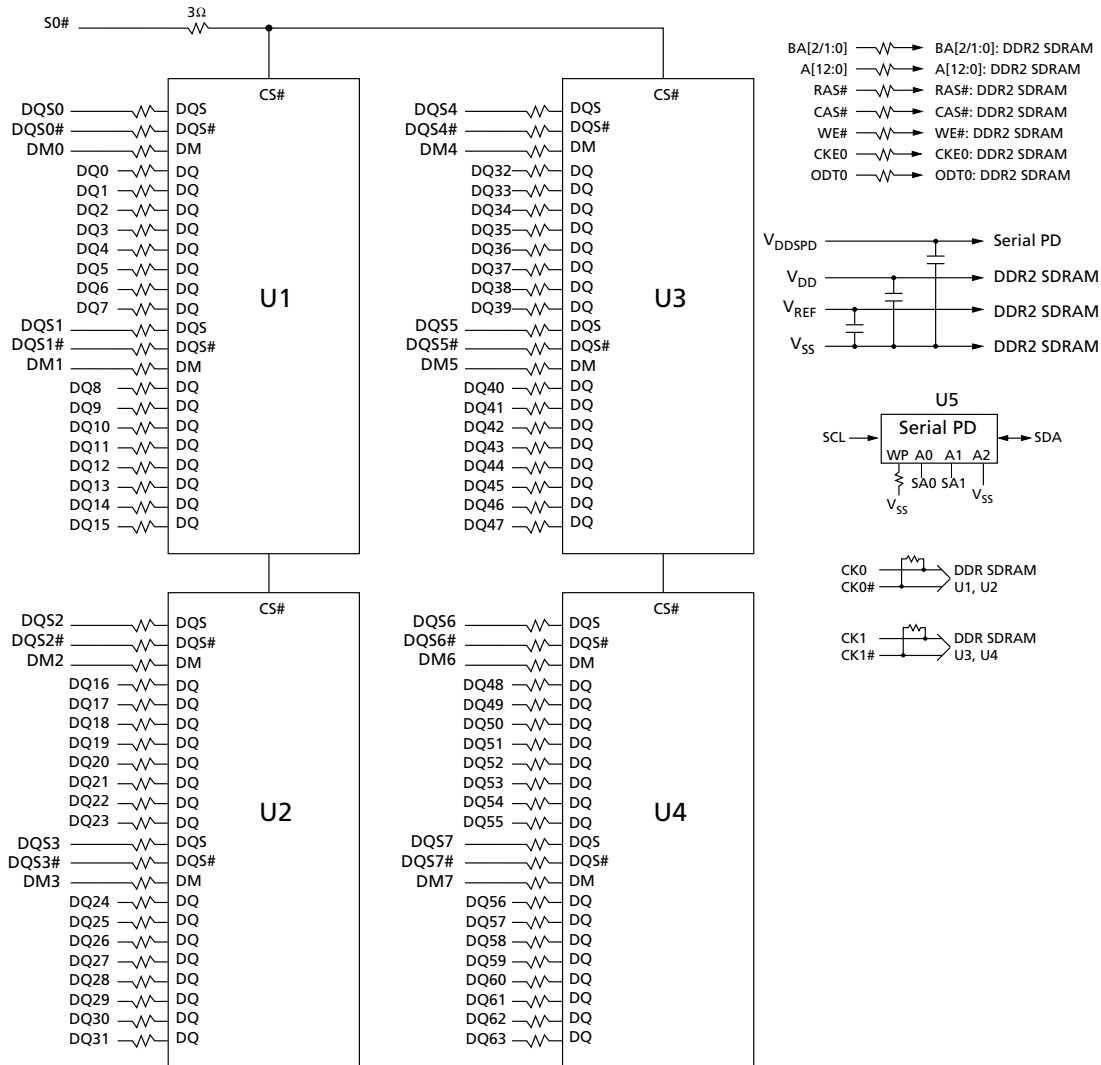 S0#
3Ω
CS#
DQS0 DQS
DQS0# DQS#
DM0 DM
DQ0 DQ
DQ1 DQ
DQ2 DQ
DQ3 DQ
DQ4 DQ
DQ5 DQ
DQ6 DQ
DQ7 DQ
DQS1 DQS
DQS1# DQS#
DM1 DM
DQ8 DQ
DQ9 DQ
DQ10 DQ
DQ11 DQ
DQ12 DQ
DQ13 DQ
DQ14 DQ
DQ15 DQ
U1
CS#
DQS4 DQS
DQS4# DQS#
DM4 DM
DQ32 DQ
DQ33 DQ
DQ34 DQ
DQ35 DQ
DQ36 DQ
DQ37 DQ
DQ38 DQ
DQ39 DQ
DQS5 DQS
DQS5# DQS#
DM5 DM
DQ40 DQ
DQ41 DQ
DQ42 DQ
DQ43 DQ
DQ44 DQ
DQ45 DQ
DQ46 DQ
DQ47 DQ
U3
CS#
DQS2 DQS
DQS2# DQS#
DM2 DM
DQ16 DQ
DQ17 DQ
DQ18 DQ
DQ19 DQ
DQ20 DQ
DQ21 DQ
DQ22 DQ
DQ23 DQ
DQS3 DQS
DQS3# DQS#
DM3 DM
DQ24 DQ
DQ25 DQ
DQ26 DQ
DQ27 DQ
DQ28 DQ
DQ29 DQ
DQ30 DQ
DQ31 DQ
U2
CS#
DQS6 DQS
DQS6# DQS#
DM6 DM
DQ48 DQ
DQ49 DQ
DQ50 DQ
DQ51 DQ
DQ52 DQ
DQ53 DQ
DQ54 DQ
DQ55 DQ
DQS7 DQS
DQS7# DQS#
DM7 DM
DQ56 DQ
DQ57 DQ
DQ58 DQ
DQ59 DQ
DQ60 DQ
DQ61 DQ
DQ62 DQ
DQ63 DQ
U4
BA[2/1:0] BA[2/1:0]: DDR2 SDRAM
A[12:0] A[12:0]: DDR2 SDRAM
RAS# RAS#: DDR2 SDRAM
CAS# CAS#: DDR2 SDRAM
WE# WE#: DDR2 SDRAM
CKE0 CKE0: DDR2 SDRAM
ODT0 ODT0: DDR2 SDRAM
VDDSPD Serial PD
VDD DDR2 SDRAM
VREF DDR2 SDRAM
VSS DDR2 SDRAM
U5
Serial PD
SCL SDA
WP A0 A1 A2
SA0 SA1
VSS VSS
CK0 DDR SDRAM
CK0# U1, U2
CK1 DDR SDRAM
CK1# U3, U4